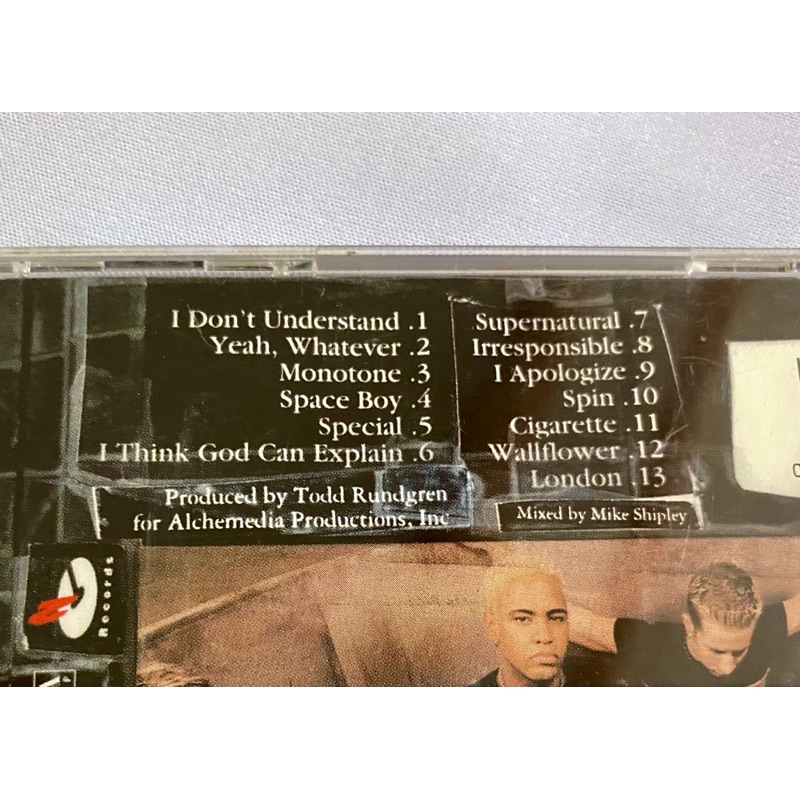 I Don't Understand .1
Yeah, Whatever .2
Monotone .3
Space Boy .4
Special .5
I Think God Can Explain .6
Supernatural .7
Irresponsible .8
I Apologize .9
Spin .10
Cigarette .11
Wallflower .12
London .13
Produced by Todd Rundgren
for Alchemedia Productions, Inc
Mixed by Mike Shipley
Records